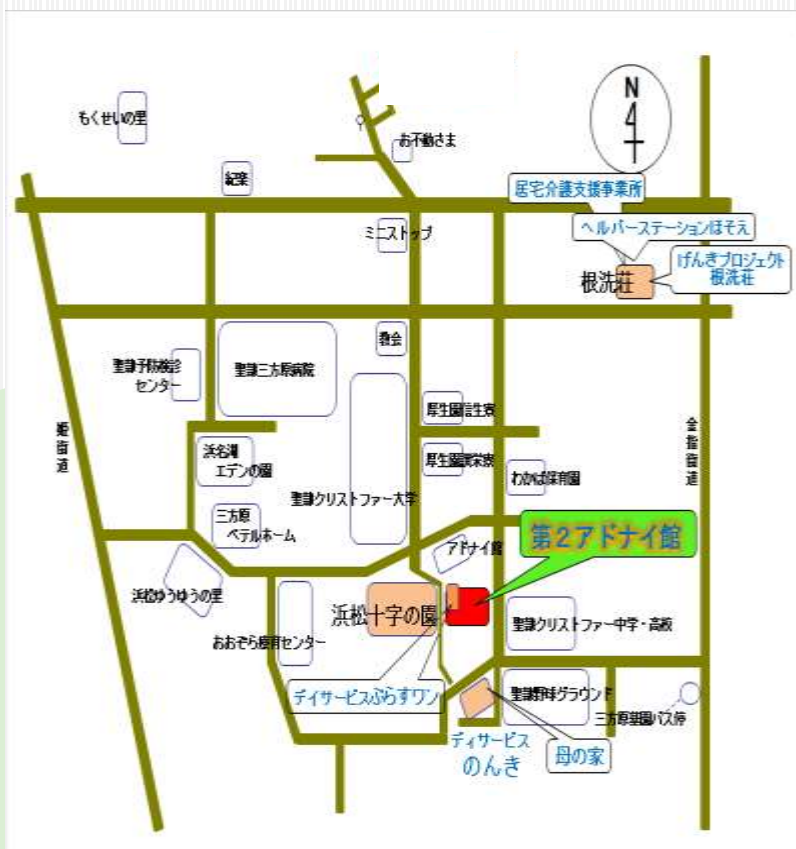 N
もくせいの里
お不動さま
紀楽
居宅介護支援事業所
ミニストップ
ヘルパーステーションほそえ
げんきプロジェクト
根洗荘
根洗荘
教会
聖隷予防検診
センター
聖隷三方原病院
厚生園信生寮
姫街道
金指街道
浜名湖
エデンの園
厚生園讃栄寮
わかば保育園
聖隷クリストファー大学
三方原
ベテルホーム
アドナイ館
第2アドナイ館
浜松ゆうゆうの里
浜松十字の園
聖隷クリストファー中学・高校
おおぞら療育センター
デイサービスぷらすワン
聖隷野球グラウンド
三方原墓園バス停
ディサービス
のんき
母の家